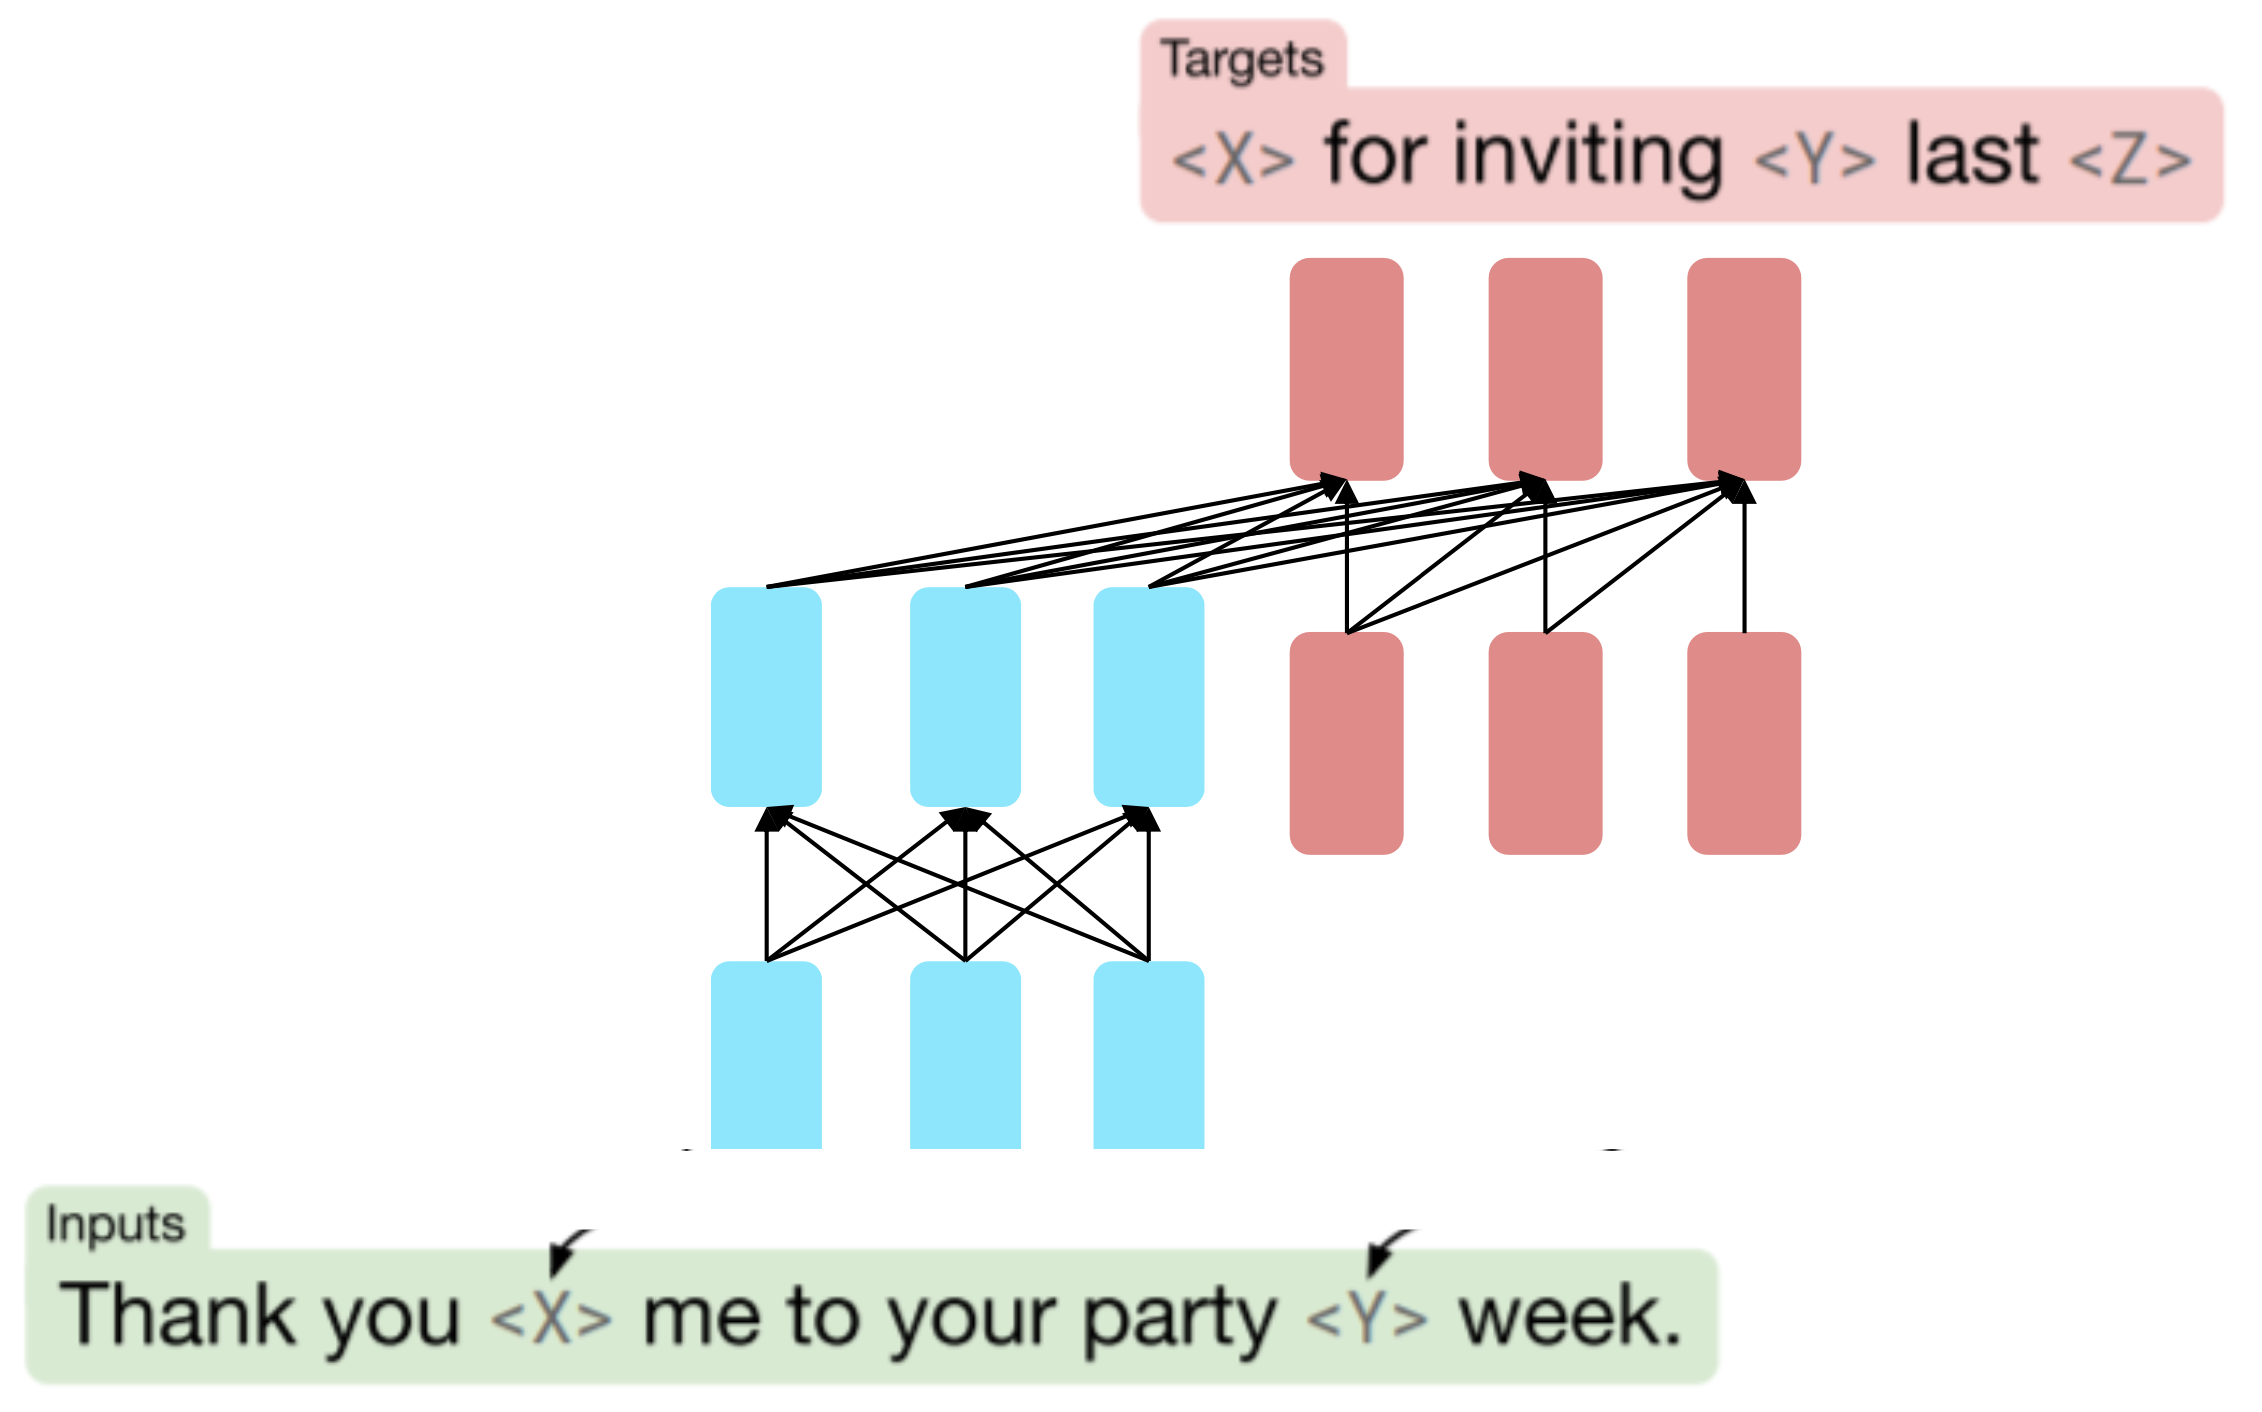 Targets
<X> for inviting <Y> last <Z>
Inputs
Thank you <X> me to your party <Y> week.